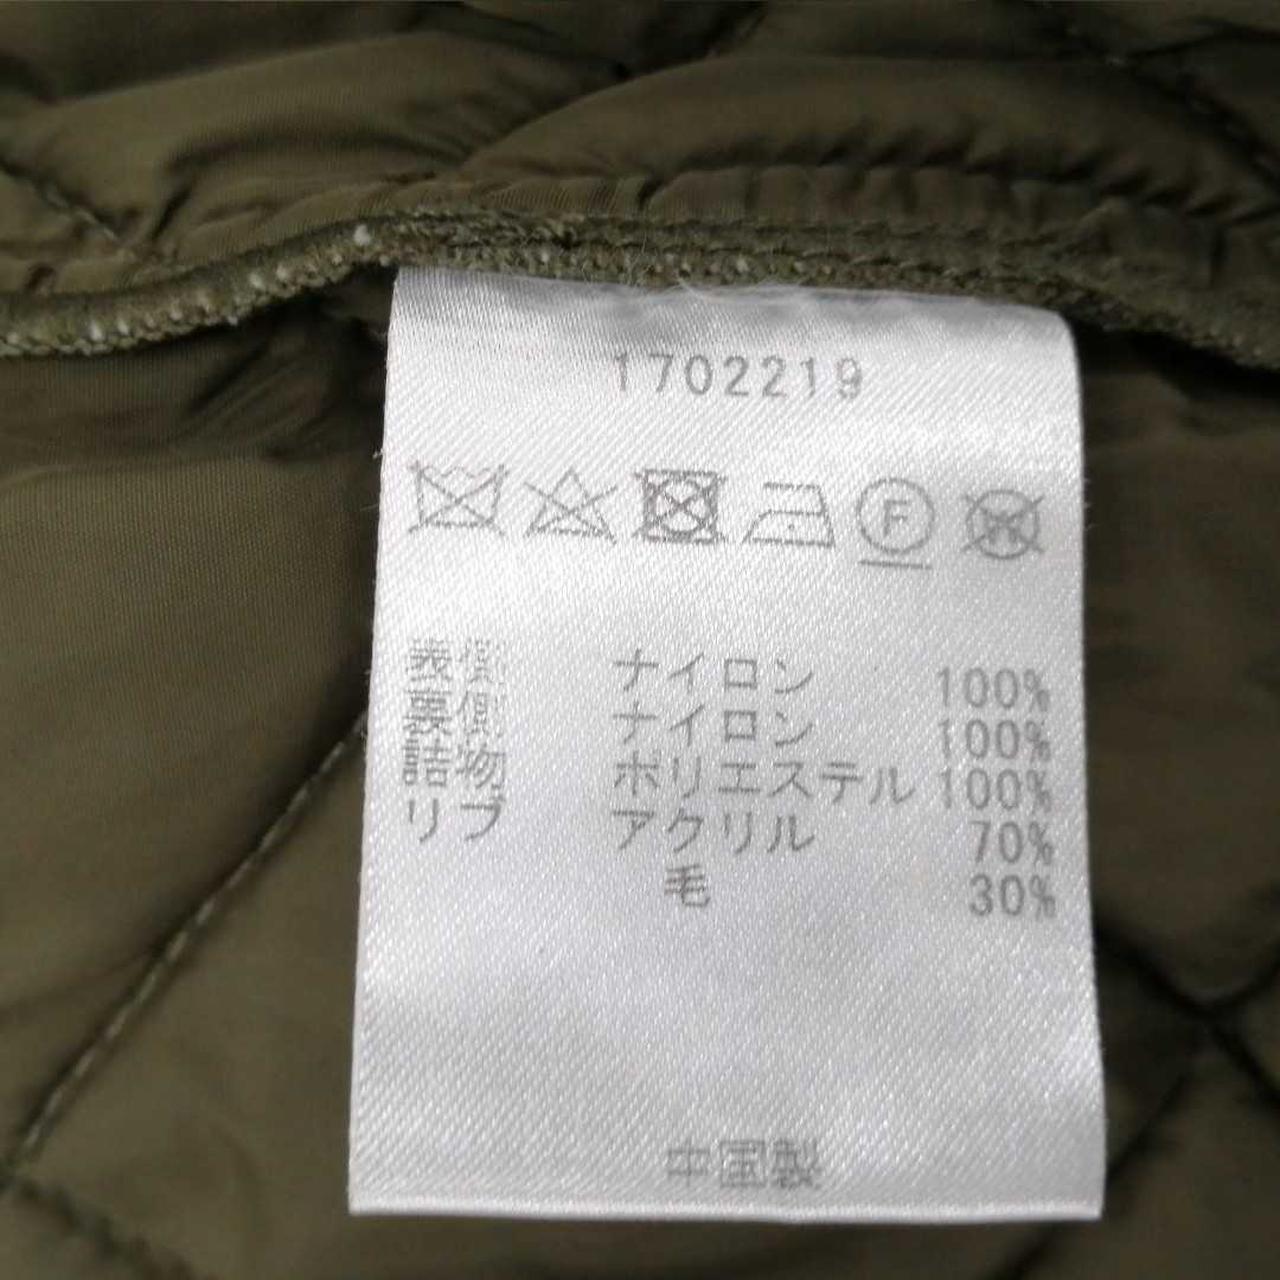 1702219
F
W
表側 ナイロン 100%
裏側 ナイロン 100%
詰物 ポリエステル 100%
リブ アクリル 70%
毛 30%
中国製